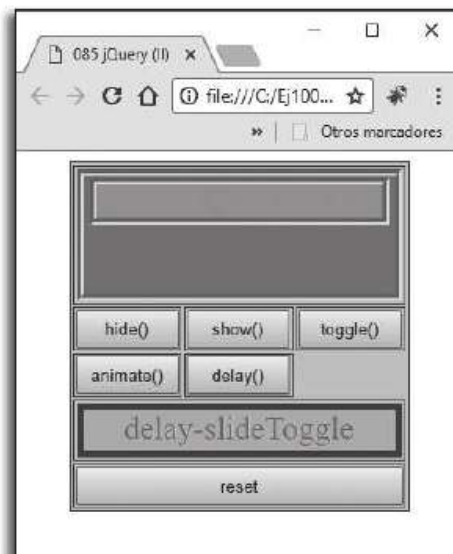 085 jQuery (II)
file:///C:/Ej100...
» Otros marcadores
hide() show() toggle()
animate() delay()
delay-slideToggle
reset